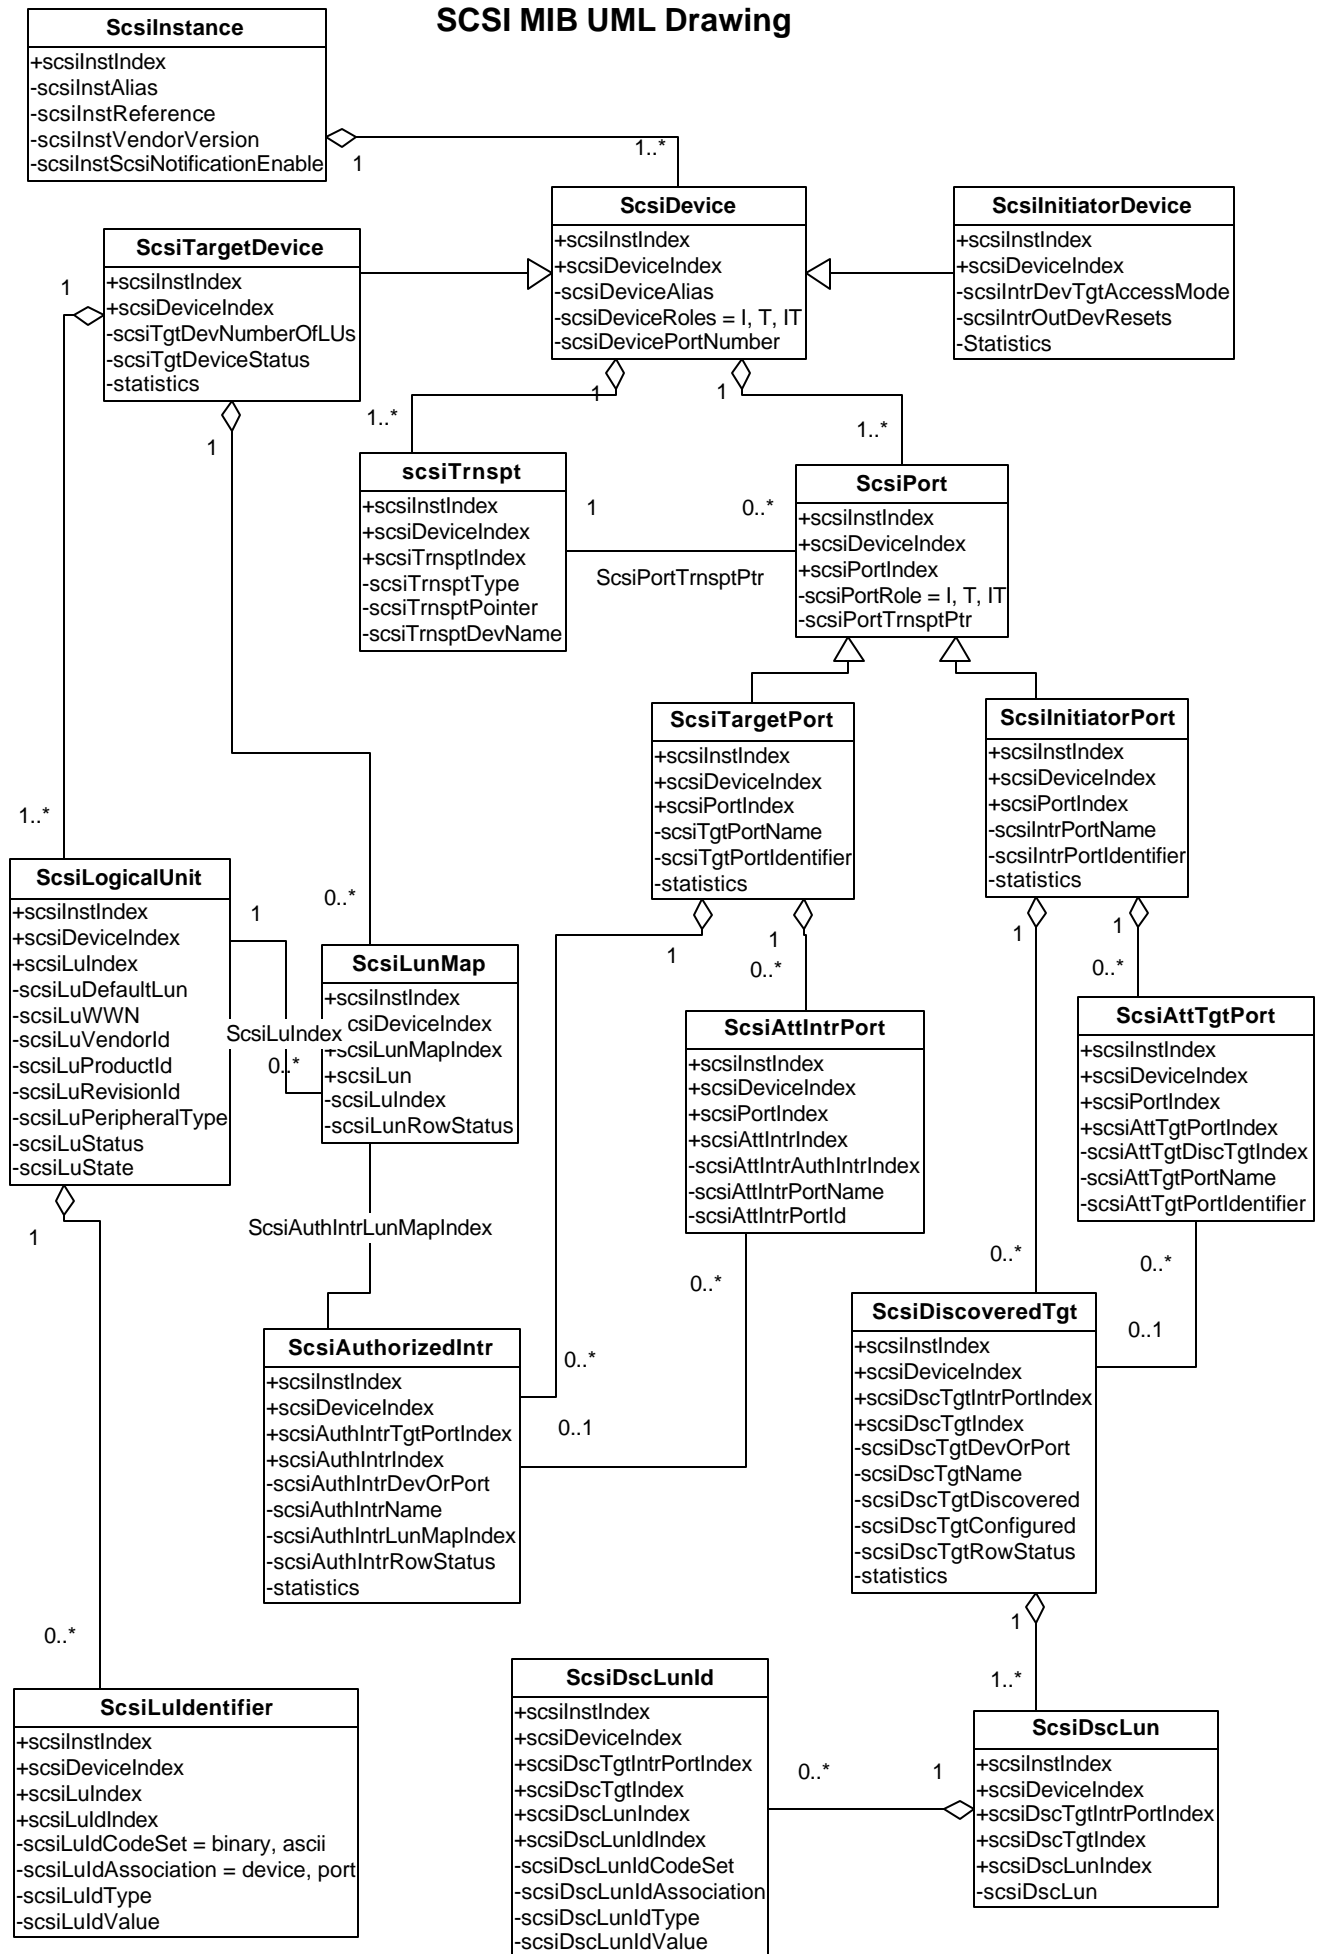 SCSI MIB UML Drawing
ScsiInstance
+scsiInstIndex
-scsiInstAlias
-scsiInstReference
-scsiInstVendorVersion
-scsiInstScsiNotificationEnable
1
1..*
ScsiDevice
+scsiInstIndex
+scsiDeviceIndex
-scsiDeviceAlias
-scsiDeviceRoles = I, T, IT
-scsiDevicePortNumber
ScsiInitiatorDevice
+scsiInstIndex
+scsiDeviceIndex
-scsiIntrDevTgtAccessMode
-scsiIntrOutDevResets
-Statistics
ScsiTargetDevice
+scsiInstIndex
+scsiDeviceIndex
-scsiTgtDevNumberOfLUs
-scsiTgtDeviceStatus
-statistics
1
1
1
1
1..*
1..*
scsiTrnspt
+scsiInstIndex
+scsiDeviceIndex
+scsiTrnsptIndex
-scsiTrnsptType
-scsiTrnsptPointer
-scsiTrnsptDevName
1
0..*
ScsiPortTrnsptPtr
ScsiPort
+scsiInstIndex
+scsiDeviceIndex
+scsiPortIndex
-scsiPortRole = I, T, IT
-scsiPortTrnsptPtr
ScsiTargetPort
+scsiInstIndex
+scsiDeviceIndex
+scsiPortIndex
-scsiTgtPortName
-scsiTgtPortIdentifier
-statistics
ScsiInitiatorPort
+scsiInstIndex
+scsiDeviceIndex
+scsiPortIndex
-scsiIntrPortName
-scsiIntrPortIdentifier
-statistics
1..*
ScsiLogicalUnit
+scsiInstIndex
+scsiDeviceIndex
+scsiLuIndex
-scsiLuDefaultLun
-scsiLuWWN
-scsiLuVendorId
-scsiLuProductId
-scsiLuRevisionId
-scsiLuPeripheralType
-scsiLuStatus
-scsiLuState
1
0..*
ScsiLuIndex
0..*
ScsiLunMap
+scsiInstIndex
csiDeviceIndex
+scsiLunMapIndex
+scsiLun
-scsiLuIndex
-scsiLunRowStatus
1
1
0..*
1
1
0..*
ScsiAttIntrPort
+scsiInstIndex
+scsiDeviceIndex
+scsiPortIndex
+scsiAttIntrIndex
-scsiAttIntrAuthIntrIndex
-scsiAttIntrPortName
-scsiAttIntrPortId
ScsiAttTgtPort
+scsiInstIndex
+scsiDeviceIndex
+scsiPortIndex
+scsiAttTgtPortIndex
-scsiAttTgtDiscTgtIndex
-scsiAttTgtPortName
-scsiAttTgtPortIdentifier
1
ScsiAuthIntrLunMapIndex
0..*
0..*
0..*
0..1
ScsiAuthorizedIntr
+scsiInstIndex
+scsiDeviceIndex
+scsiAuthIntrTgtPortIndex
+scsiAuthIntrIndex
-scsiAuthIntrDevOrPort
-scsiAuthIntrName
-scsiAuthIntrLunMapIndex
-scsiAuthIntrRowStatus
-statistics
0..*
0..1
ScsiDiscoveredTgt
+scsiInstIndex
+scsiDeviceIndex
+scsiDscTgtIntrPortIndex
+scsiDscTgtIndex
-scsiDscTgtDevOrPort
-scsiDscTgtName
-scsiDscTgtDiscovered
-scsiDscTgtConfigured
-scsiDscTgtRowStatus
-statistics
1
1..*
0..*
ScsiLuIdentifier
+scsiInstIndex
+scsiDeviceIndex
+scsiLuIndex
+scsiLuIdIndex
-scsiLuIdCodeSet = binary, ascii
-scsiLuIdAssociation = device, port
-scsiLuIdType
-scsiLuIdValue
ScsiDscLunId
+scsiInstIndex
+scsiDeviceIndex
+scsiDscTgtIntrPortIndex
+scsiDscTgtIndex
+scsiDscLunIndex
+scsiDscLunIdIndex
-scsiDscLunIdCodeSet
-scsiDscLunIdAssociation
-scsiDscLunIdType
-scsiDscLunIdValue
0..*
1
ScsiDscLun
+scsiInstIndex
+scsiDeviceIndex
+scsiDscTgtIntrPortIndex
+scsiDscTgtIndex
+scsiDscLunIndex
-scsiDscLun